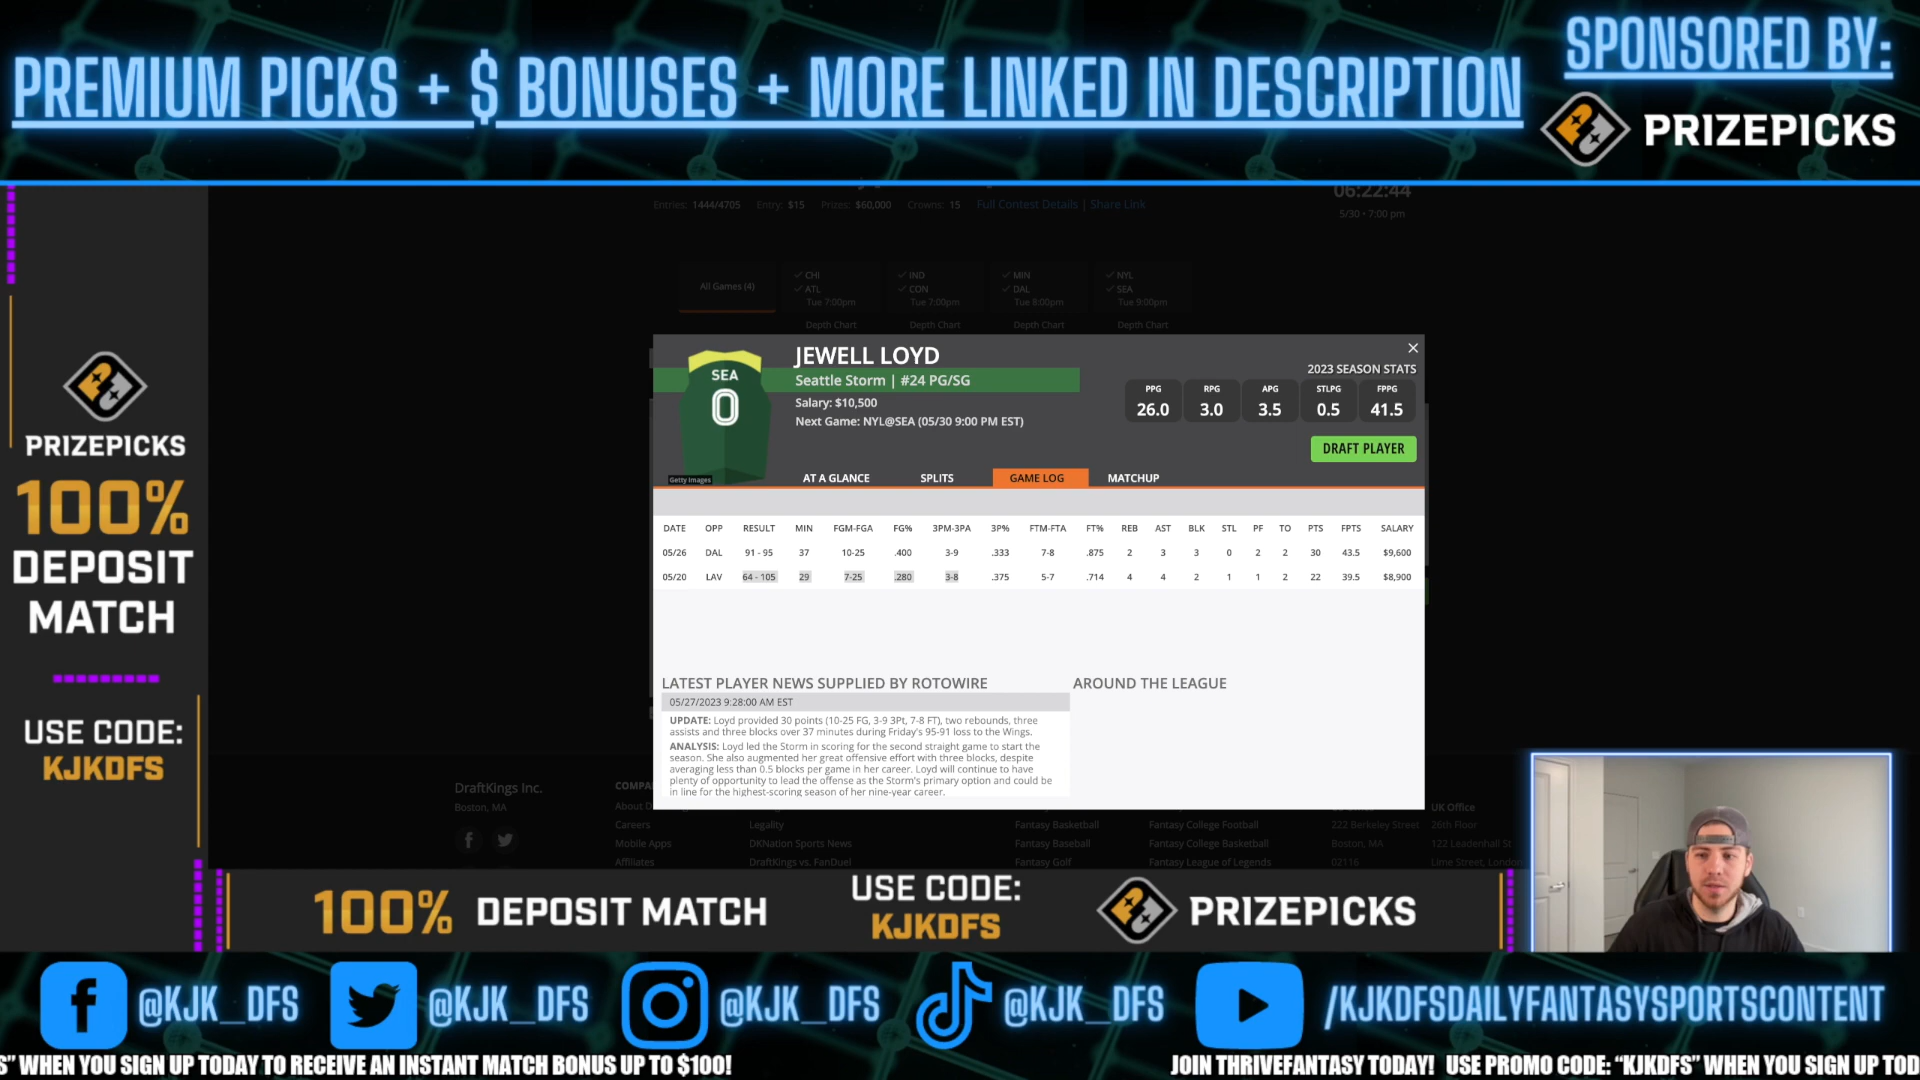 PREMIUM PICKS + $ BONUSES + MORE LINKED IN DESCRIPTION
SPONSORED BY:
PRIZEPICKS
Entries: 1444/4705 Entry: $15 Prizes: $60,000 Crowns: 15 Full Contest Details | Share Link
06:22:44
5/30 • 7:00 pm
All Games (4)
CHI
ATL
Tue 7:00pm
Depth Chart
IND
CON
Tue 7:00pm
Depth Chart
MIN
DAL
Tue 8:00pm
Depth Chart
NYL
SEA
Tue 9:00pm
Depth Chart
PRIZEPICKS
100%
DEPOSIT
MATCH
USE CODE:
KJKDFS
SEA
0
Getty Images
JEWELL LOYD
Seattle Storm | #24 PG/SG
Salary: $10,500
Next Game: NYL@SEA (05/30 9:00 PM EST)
2023 SEASON STATS
PPG RPG APG STLPG FPPG
26.0 3.0 3.5 0.5 41.5
DRAFT PLAYER
AT A GLANCE SPLITS GAME LOG MATCHUP
DATE OPP RESULT MIN FGM-FGA FG% 3PM-3PA 3P% FTM-FTA FT% REB AST BLK STL PF TO PTS FPTS SALARY
05/26 DAL 91 - 95 37 10-25 .400 3-9 .333 7-8 .875 2 3 3 0 2 2 30 43.5 $9,600
05/20 LAV 64 - 105 29 7-25 .280 3-8 .375 5-7 .714 4 4 2 1 1 2 22 39.5 $8,900
LATEST PLAYER NEWS SUPPLIED BY ROTOWIRE
AROUND THE LEAGUE
05/27/2023 9:28:00 AM EST
UPDATE: Loyd provided 30 points (10-25 FG, 3-9 3Pt, 7-8 FT), two rebounds, three
assists and three blocks over 37 minutes during Friday's 95-91 loss to the Wings.
ANALYSIS: Loyd led the Storm in scoring for the second straight game to start the
season. She also augmented her great offensive effort with three blocks, despite
averaging less than 0.5 blocks per game in her career. Loyd will continue to have
plenty of opportunity to lead the offense as the Storm's primary option and could be
in line for the highest-scoring season of her nine-year career.
DraftKings Inc.
Boston, MA
COMPA
About D
Careers
Mobile Apps
Affiliates
Legality
DKNation Sports News
DraftKings vs. FanDuel
Fantasy Basketball
Fantasy Baseball
Fantasy Golf
Fantasy College Football
Fantasy College Basketball
Fantasy League of Legends
222 Berkeley Street
Boston, MA
02116
UK Office
26th Floor
122 Leadenhall St
Lime Street, London
100% DEPOSIT MATCH
USE CODE:
KJKDFS
PRIZEPICKS
@KJK_DFS
@KJK_DFS
@KJK_DFS
@KJK_DFS
/KJKDFSDAILYFANTASYSPORTSCONTENT
S" WHEN YOU SIGN UP TODAY TO RECEIVE AN INSTANT MATCH BONUS UP TO $100! JOIN THRIVEFANTASY TODAY! USE PROMO CODE: "KJKDFS" WHEN YOU SIGN UP TOD